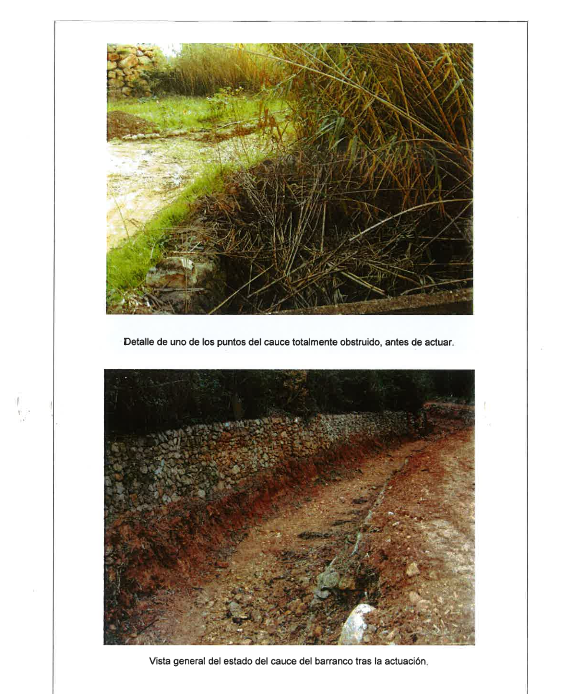 Detalle de uno de los puntos del cauce totalmente obstruido, antes de actuar.
Vista general del estado del cauce del barranco tras la actuación.